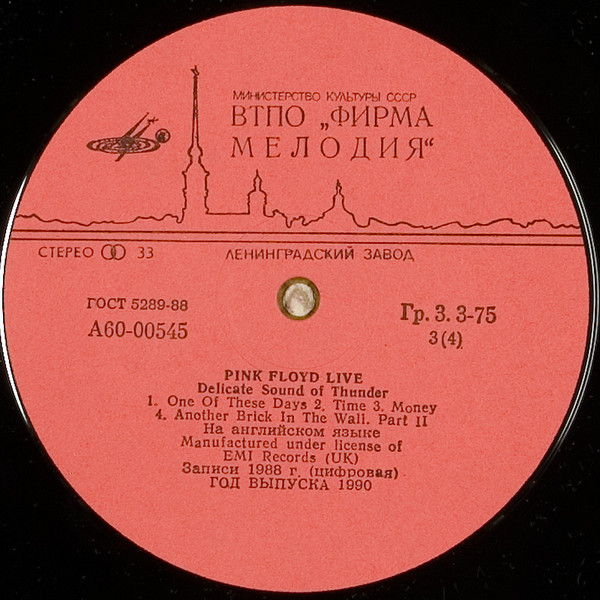 МИНИСТЕРСТВО КУЛЬТУРЫ СССР
ВТПО „ФИРМА
МЕЛОДИЯ“
СТЕРЕО 33
ЛЕНИНГРАДСКИЙ ЗАВОД
ГОСТ 5289-88
А60-00545
Гр. 3. 3-75
3(4)
PINK FLOYD LIVE
Delicate Sound of Thunder
1. One Of These Days 2. Time 3. Money
4. Another Brick In The Wall. Part II
На английском языке
Manufactured under license of
EMI Records (UK)
Записи 1988 г. (цифровая)
ГОД ВЫПУСКА 1990